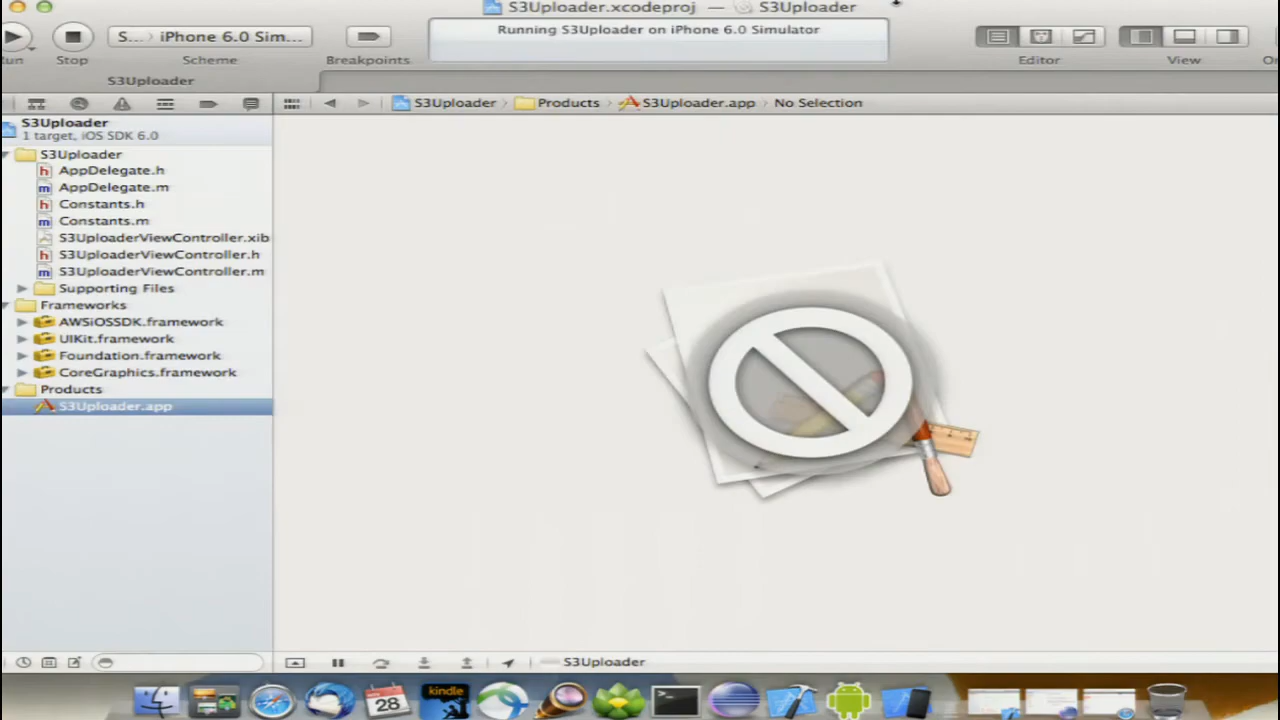 S3Uploader.xcodeproj — S3Uploader
S... iPhone 6.0 Sim...
Running S3Uploader on iPhone 6.0 Simulator
Stop Scheme Breakpoints Editor View
S3Uploader
S3Uploader Products S3Uploader.app No Selection
S3Uploader
1 target, iOS SDK 6.0
S3Uploader
AppDelegate.h
AppDelegate.m
Constants.h
Constants.m
S3UploaderViewController.xib
S3UploaderViewController.h
S3UploaderViewController.m
Supporting Files
Frameworks
AWSiOSSDK.framework
UIKit.framework
Foundation.framework
CoreGraphics.framework
Products
S3Uploader.app
S3Uploader
kindle
28